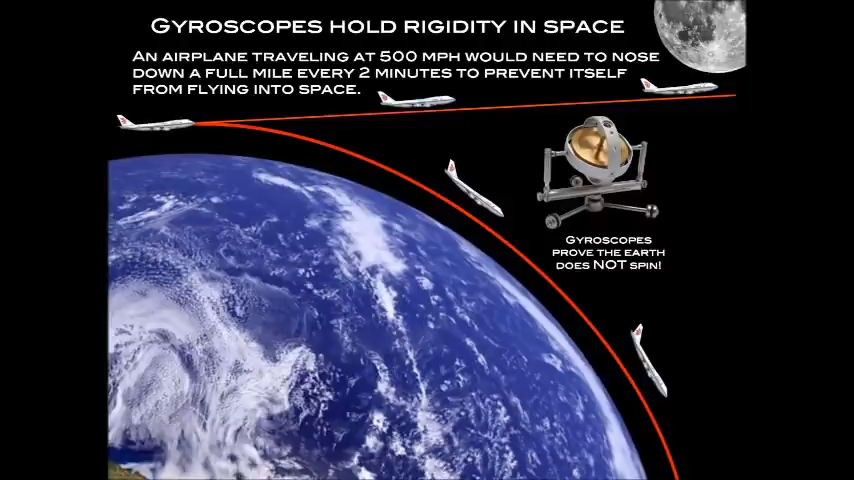 Gyroscopes hold rigidity in space
An airplane traveling at 500 mph would need to nose
down a full mile every 2 minutes to prevent itself
from flying into space.
Gyroscopes
prove the earth
does NOT spin!